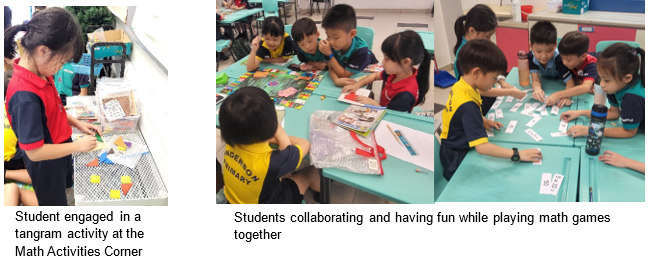 NDERSON
PRIMARY
Student engaged in a
tangram activity at the
Math Activities Corner
Students collaborating and having fun while playing math games
together